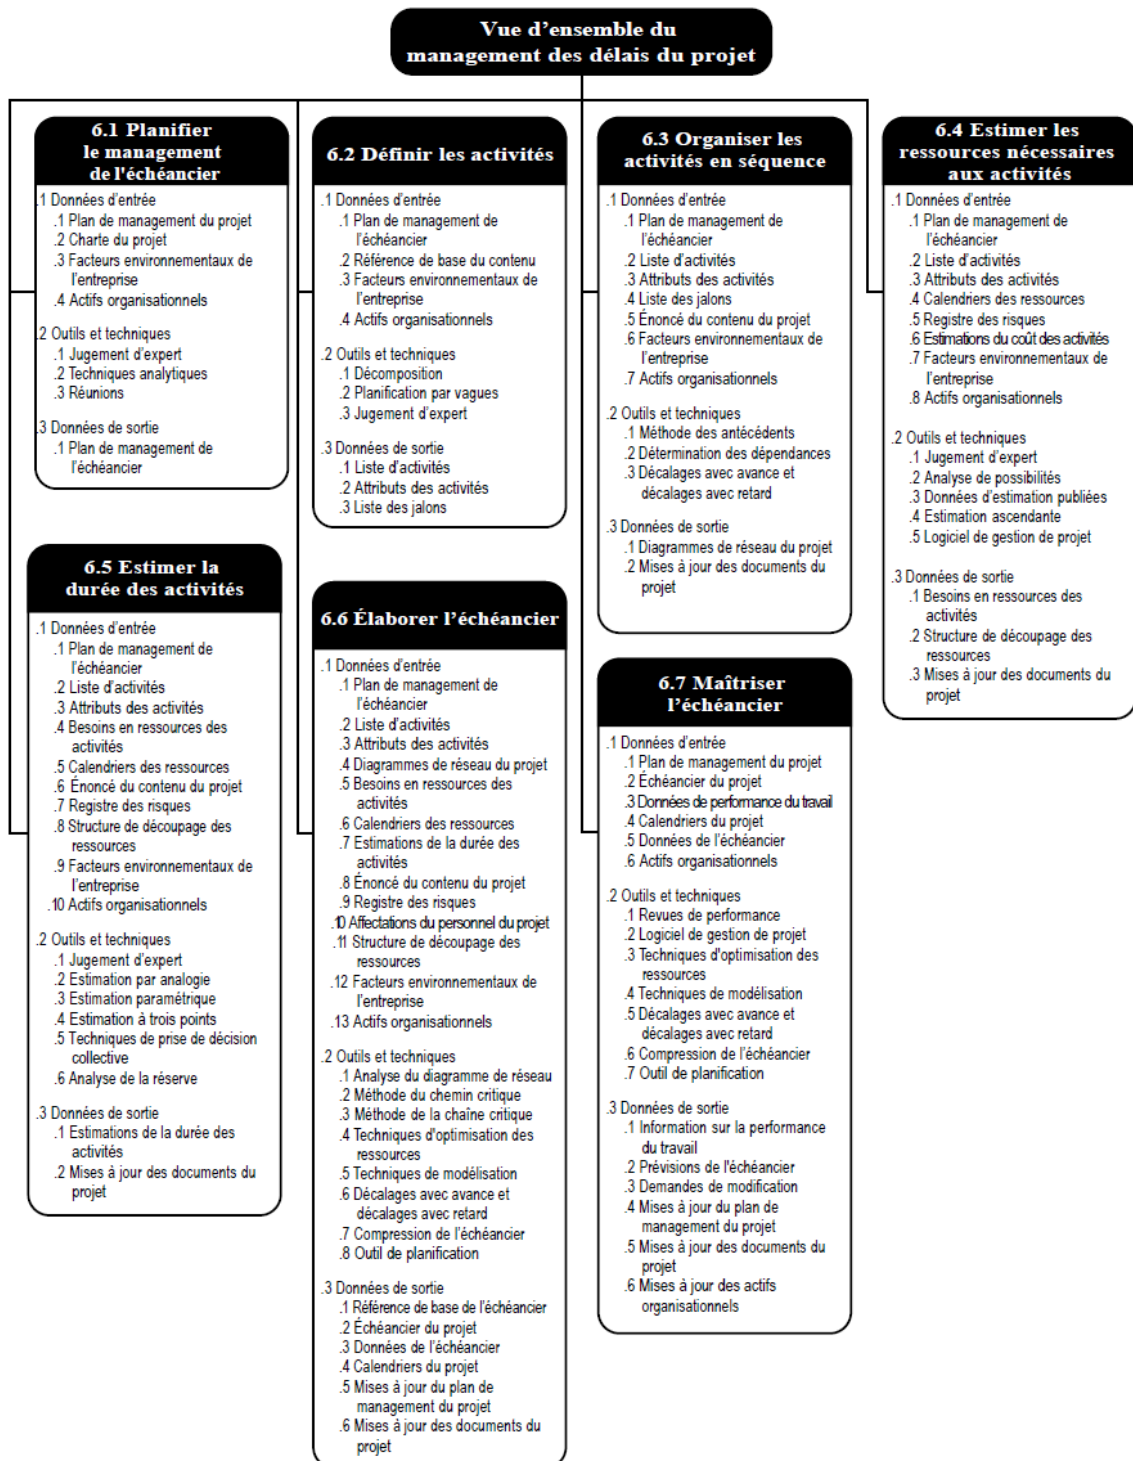 Vue d'ensemble du
management des délais du projet
6.1 Planifier
le management
de l'échéancier
.1 Données d'entrée
.1 Plan de management du projet
.2 Charte du projet
.3 Facteurs environnementaux de
l'entreprise
.4 Actifs organisationnels
.2 Outils et techniques
.1 Jugement d'expert
.2 Techniques analytiques
.3 Réunions
.3 Données de sortie
.1 Plan de management de
l'échéancier
6.2 Définir les activités
.1 Données d'entrée
.1 Plan de management de
l'échéancier
.2 Référence de base du contenu
.3 Facteurs environnementaux de
l'entreprise
.4 Actifs organisationnels
.2 Outils et techniques
.1 Décomposition
.2 Planification par vagues
.3 Jugement d'expert
.3 Données de sortie
.1 Liste d'activités
.2 Attributs des activités
.3 Liste des jalons
6.3 Organiser les
activités en séquence
.1 Données d'entrée
.1 Plan de management de
l'échéancier
.2 Liste d'activités
.3 Attributs des activités
.4 Liste des jalons
.5 Énoncé du contenu du projet
.6 Facteurs environnementaux de
l'entreprise
.7 Actifs organisationnels
.2 Outils et techniques
.1 Méthode des antécédents
.2 Détermination des dépendances
.3 Décalages avec avance et
décalages avec retard
.3 Données de sortie
.1 Diagrammes de réseau du projet
.2 Mises à jour des documents du
projet
6.4 Estimer les
ressources nécessaires
aux activités
.1 Données d'entrée
.1 Plan de management de
l'échéancier
.2 Liste d'activités
.3 Attributs des activités
.4 Calendriers des ressources
.5 Registre des risques
.6 Estimations du coût des activités
.7 Facteurs environnementaux de
l'entreprise
.8 Actifs organisationnels
.2 Outils et techniques
.1 Jugement d'expert
.2 Analyse de possibilités
.3 Données d'estimation publiées
.4 Estimation ascendante
.5 Logiciel de gestion de projet
.3 Données de sortie
.1 Besoins en ressources des
activités
.2 Structure de découpage des
ressources
.3 Mises à jour des documents du
projet
6.5 Estimer la
durée des activités
.1 Données d'entrée
.1 Plan de management de
l'échéancier
.2 Liste d'activités
.3 Attributs des activités
.4 Besoins en ressources des
activités
.5 Calendriers des ressources
.6 Énoncé du contenu du projet
.7 Registre des risques
.8 Structure de découpage des
ressources
.9 Facteurs environnementaux de
l'entreprise
.10 Actifs organisationnels
.2 Outils et techniques
.1 Jugement d'expert
.2 Estimation par analogie
.3 Estimation paramétrique
.4 Estimation à trois points
.5 Techniques de prise de décision
collective
.6 Analyse de la réserve
.3 Données de sortie
.1 Estimations de la durée des
activités
.2 Mises à jour des documents du
projet
6.6 Élaborer l'échéancier
.1 Données d'entrée
.1 Plan de management de
l'échéancier
.2 Liste d'activités
.3 Attributs des activités
.4 Diagrammes de réseau du projet
.5 Besoins en ressources des
activités
.6 Calendriers des ressources
.7 Estimations de la durée des
activités
.8 Énoncé du contenu du projet
.9 Registre des risques
.10 Affectations du personnel du projet
.11 Structure de découpage des
ressources
.12 Facteurs environnementaux de
l'entreprise
.13 Actifs organisationnels
.2 Outils et techniques
.1 Analyse du diagramme de réseau
.2 Méthode du chemin critique
.3 Méthode de la chaîne critique
.4 Techniques d'optimisation des
ressources
.5 Techniques de modélisation
.6 Décalages avec avance et
décalages avec retard
.7 Compression de l'échéancier
.8 Outil de planification
.3 Données de sortie
.1 Référence de base de l'échéancier
.2 Échéancier du projet
.3 Données de l'échéancier
.4 Calendriers du projet
.5 Mises à jour du plan de
management du projet
.6 Mises à jour des documents du
projet
6.7 Maîtriser
l'échéancier
.1 Données d'entrée
.1 Plan de management du projet
.2 Échéancier du projet
.3 Données de performance du travail
.4 Calendriers du projet
.5 Données de l'échéancier
.6 Actifs organisationnels
.2 Outils et techniques
.1 Revues de performance
.2 Logiciel de gestion de projet
.3 Techniques d'optimisation des
ressources
.4 Techniques de modélisation
.5 Décalages avec avance et
décalages avec retard
.6 Compression de l'échéancier
.7 Outil de planification
.3 Données de sortie
.1 Information sur la performance
du travail
.2 Prévisions de l'échéancier
.3 Demandes de modification
.4 Mises à jour du plan de
management du projet
.5 Mises à jour des documents du
projet
.6 Mises à jour des actifs
organisationnels